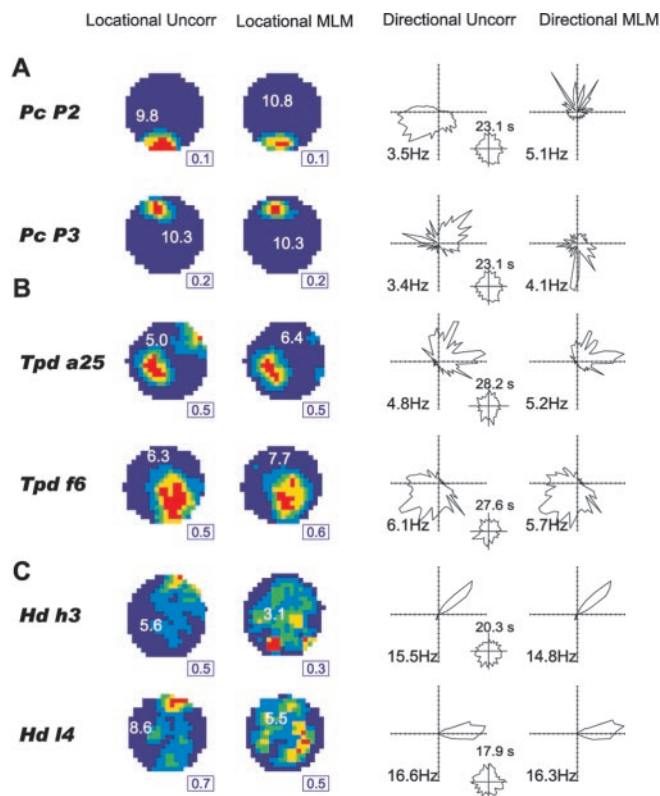 Locational Uncorr Locational MLM Directional Uncorr Directional MLM
A
Pc P2 9.8 0.1 10.8 0.1 3.5Hz 23.1 s 5.1Hz
Pc P3 10.3 0.2 10.3 0.2 3.4Hz 23.1 s 4.1Hz
B
Tpd a25 5.0 0.5 6.4 0.5 4.8Hz 28.2 s 5.2Hz
Tpd f6 6.3 0.5 7.7 0.6 6.1Hz 27.6 s 5.7Hz
C
Hd h3 5.6 0.5 3.1 0.3 15.5Hz 20.3 s 14.8Hz
Hd l4 8.6 0.7 5.5 0.5 16.6Hz 17.9 s 16.3Hz